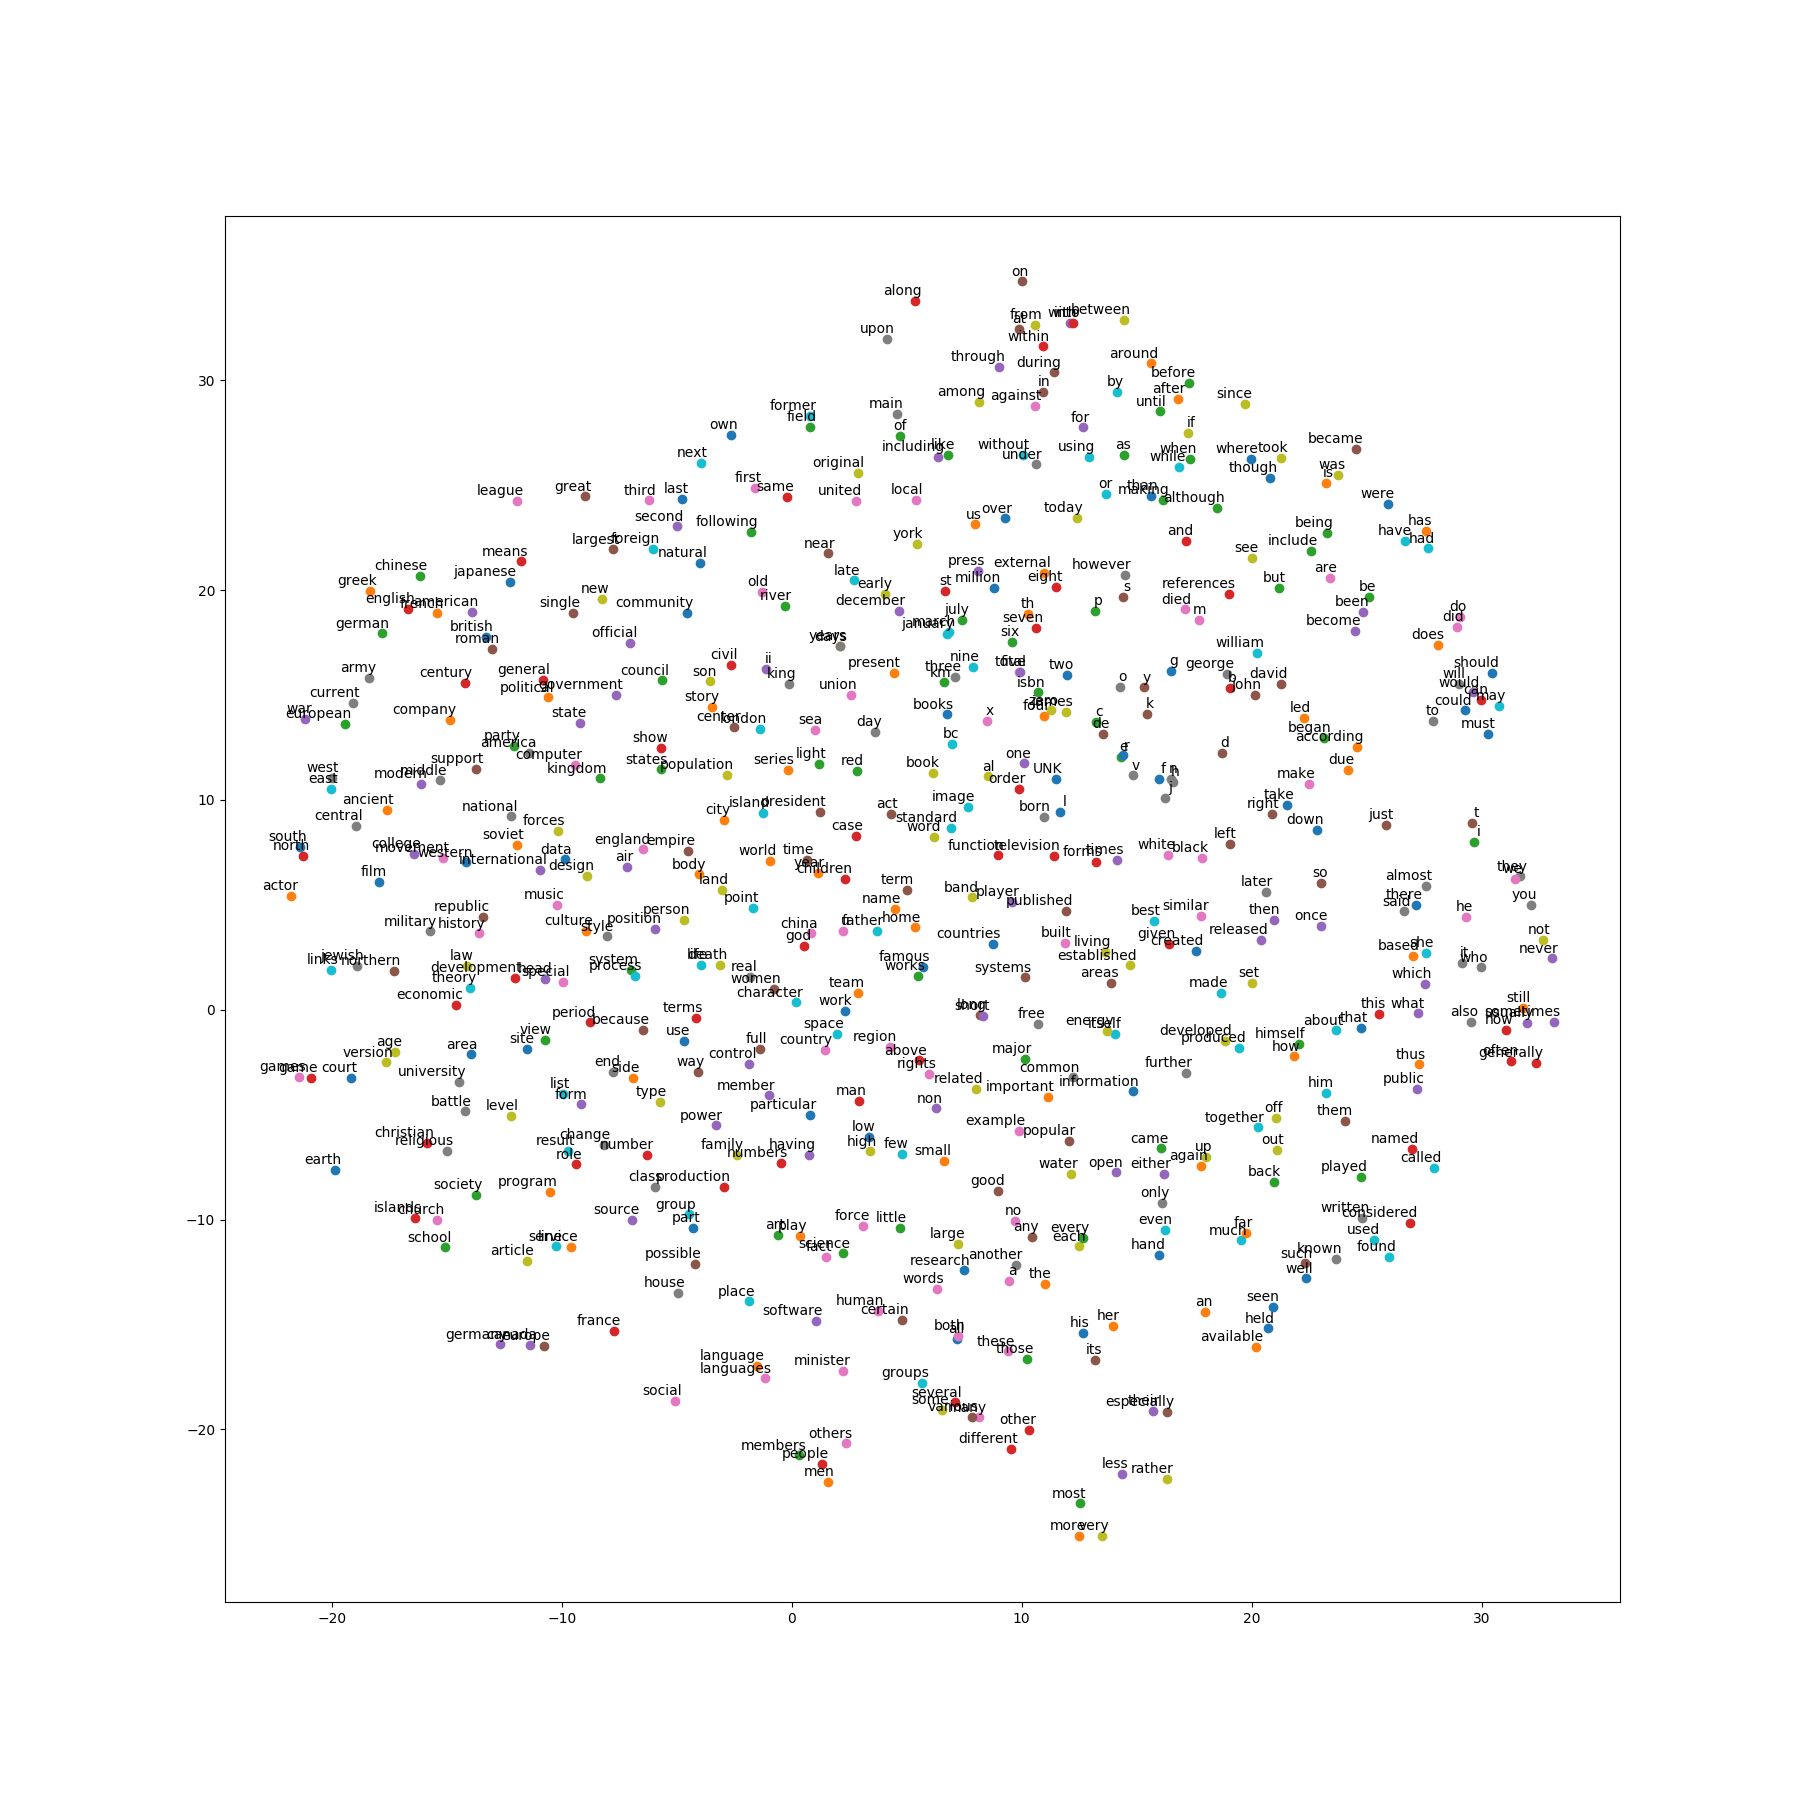 on
along
between
from
at
upon
within
around
through
during
before
in
by
after
among
against
since
until
former
main
field
for
if
own
of
became
including
like
without
using
as
when
where
took
next
under
while
was
original
though
is
first
same
great
league
third
last
united
local
or
than
making
although
were
second
following
us
over
today
being
has
have
had
largest
foreign
york
and
include
means
natural
near
see
chinese
japanese
late
press
external
however
are
greek
old
early
st
million
eight
references
but
be
english
french
american
new
single
community
river
december
th
s
p
died
been
german
british
official
january
march
july
seven
m
become
do
did
roman
years
days
six
does
civil
ii
nine
william
army
century
general
council
son
king
present
three
two
g
george
david
should
will
current
political
government
union
km
isbn
o
y
b
john
would
can
may
european
war
company
state
story
center
london
sea
day
books
x
four
james
c
k
could
to
must
led
began
party
america
show
bc
de
according
west
east
support
computer
kingdom
states
population
series
light
red
book
al
one
e
r
d
due
modern
middle
order
UNK
v
f
n
h
make
ancient
island
president
image
born
l
j
take
central
national
city
act
standard
right
down
just
t
south
north
forces
case
word
i
college
movement
western
soviet
data
england
empire
world
time
function
television
forms
times
white
black
left
film
international
design
air
body
year
children
so
they
we
actor
land
term
almost
music
point
band
player
later
there
you
republic
person
name
published
said
military
history
culture
style
position
china
father
home
best
similar
then
once
he
god
countries
built
given
created
released
not
jewish
links
northern
law
development
head
special
system
process
death
real
famous
works
living
established
based
she
it
who
never
theory
women
systems
areas
which
economic
character
team
made
set
period
because
terms
work
long
short
free
energy
itself
this
what
also
still
sometimes
usually
now
view
use
full
space
developed
produced
himself
about
that
age
version
area
site
country
region
above
major
how
often
generally
games
game
court
university
end
side
way
control
rights
common
further
thus
list
form
type
member
man
related
important
information
him
public
battle
level
power
particular
non
together
off
them
christian
religious
result
change
number
low
high
few
example
popular
up
out
named
role
family
numbers
having
small
water
open
came
either
again
called
earth
class
production
good
back
played
society
program
only
islands
church
source
group
part
force
little
no
any
every
each
even
far
much
written
considered
school
service
art
play
science
fact
large
hand
used
article
possible
research
another
such
known
found
house
words
a
the
well
place
human
certain
software
an
seen
held
france
both
all
his
her
germany
canada
europe
these
those
its
available
language
languages
minister
social
groups
several
some
various
many
their
especially
others
other
members
people
different
men
less
rather
most
more
very
30
20
10
0
−10
−20
−20 −10 0 10 20 30